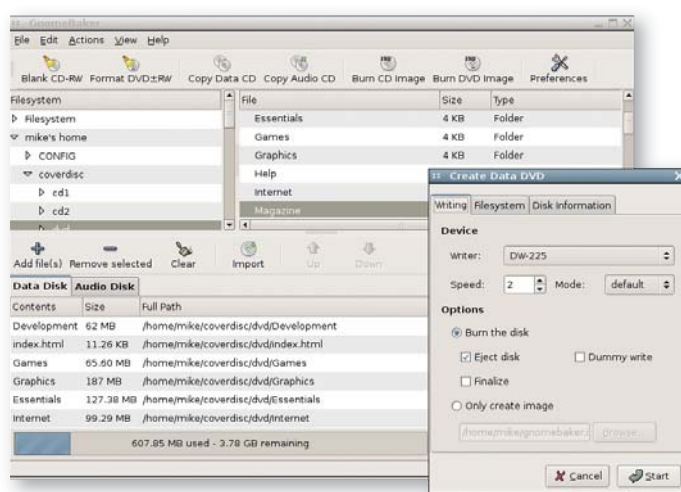 GnomeBaker
File Edit Actions View Help
Blank CD-RW Format DVD±RW Copy Data CD Copy Audio CD Burn CD Image Burn DVD Image Preferences
Filesystem
Filesystem
mike's home
CONFIG
coverdisc
cd1
cd2
dvd
File Size Type
Essentials 4 KB Folder
Games 4 KB Folder
Graphics 4 KB Folder
Help
Internet
Magazine
Add file(s) Remove selected Clear Import Up Down
Data Disk Audio Disk
Contents Size Full Path
Development 62 MB /home/mike/coverdisc/dvd/Development
index.html 11.26 KB /home/mike/coverdisc/dvd/index.html
Games 65.60 MB /home/mike/coverdisc/dvd/Games
Graphics 187 MB /home/mike/coverdisc/dvd/Graphics
Essentials 127.38 MB /home/mike/coverdisc/dvd/Essentials
Internet 99.29 MB /home/mike/coverdisc/dvd/Internet
607.85 MB used - 3.78 GB remaining
Create Data DVD
Writing Filesystem Disk Information
Device
Writer: DW-225
Speed: 2 Mode: default
Options
Burn the disk
Eject disk Dummy write
Finalize
Only create image
/home/mike/gnomebaker.i Browse...
Cancel Start